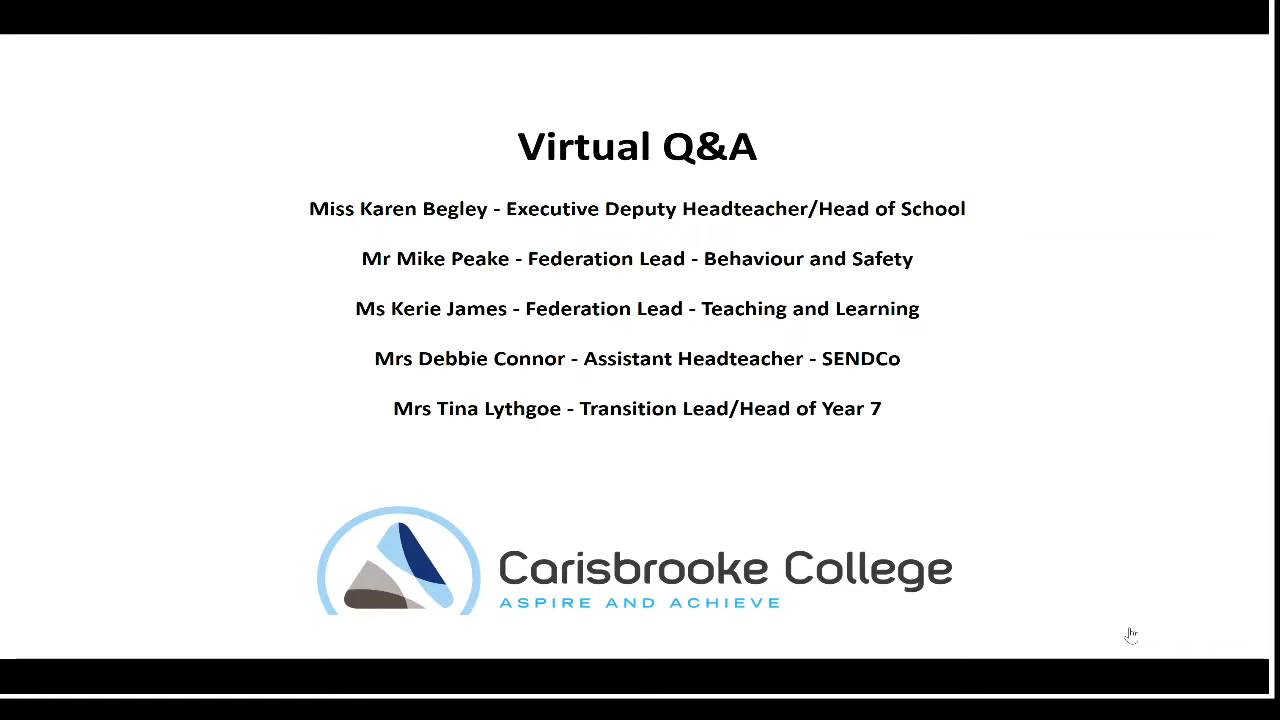 Virtual Q&A
Miss Karen Begley - Executive Deputy Headteacher/Head of School
Mr Mike Peake - Federation Lead - Behaviour and Safety
Ms Kerie James - Federation Lead - Teaching and Learning
Mrs Debbie Connor - Assistant Headteacher - SENDCo
Mrs Tina Lythgoe - Transition Lead/Head of Year 7
Carisbrooke College
ASPIRE AND ACHIEVE